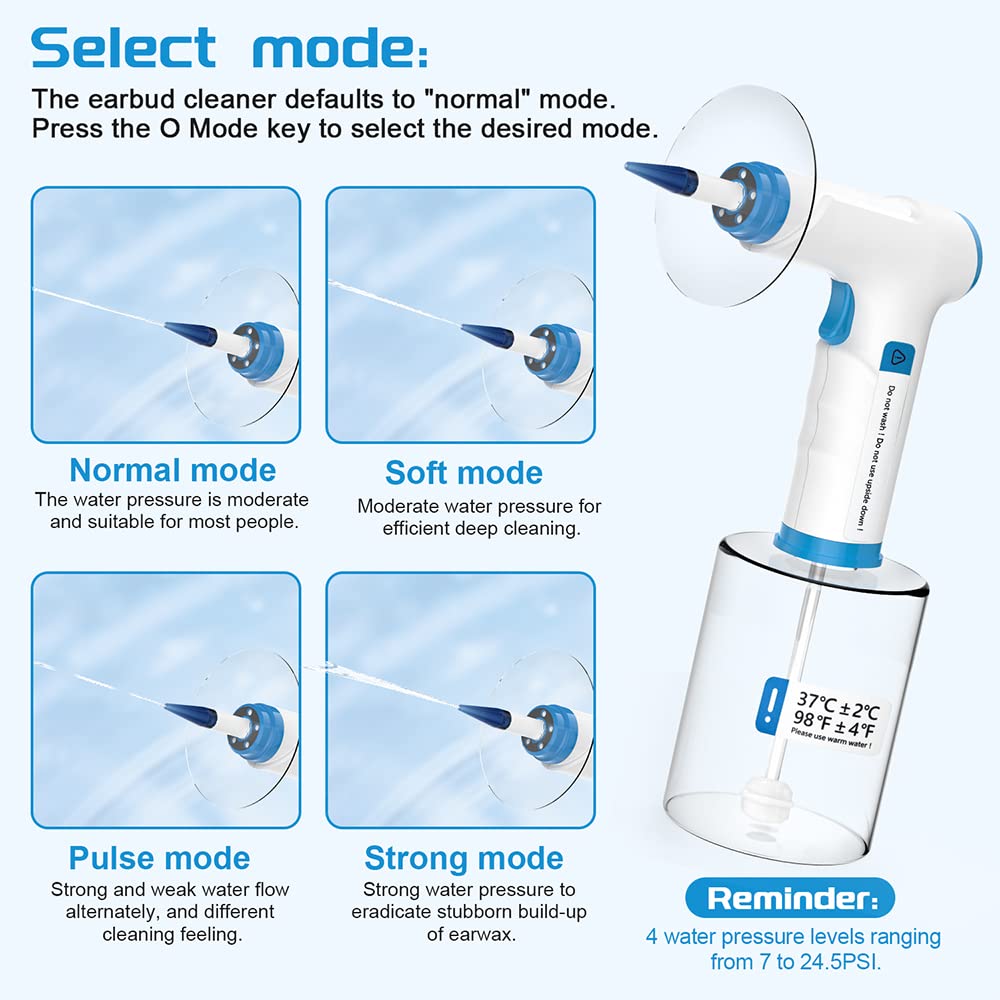 Select mode:
The earbud cleaner defaults to "normal" mode.
Press the O Mode key to select the desired mode.
Normal mode
The water pressure is moderate
and suitable for most people.
Soft mode
Moderate water pressure for
efficient deep cleaning.
Pulse mode
Strong and weak water flow
alternately, and different
cleaning feeling.
Strong mode
Strong water pressure to
eradicate stubborn build-up
of earwax.
Do not wash ! Do not use upside down !
37℃±2℃
98℉±4℉
Please use warm water !
Reminder:
4 water pressure levels ranging
from 7 to 24.5PSI.